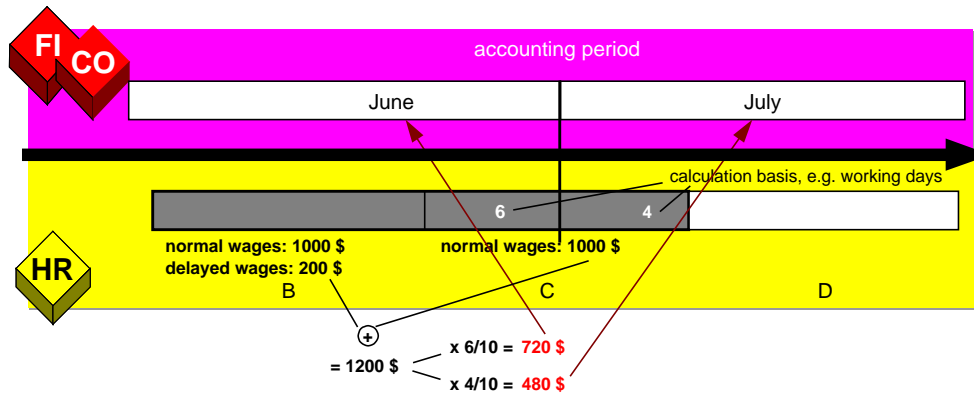 FI
CO
accounting period
June
July
calculation basis, e.g. working days
6
4
normal wages: 1000 $
normal wages: 1000 $
delayed wages: 200 $
HR
B
C
D
+
= 1200 $
x 6/10 = 720 $
x 4/10 = 480 $